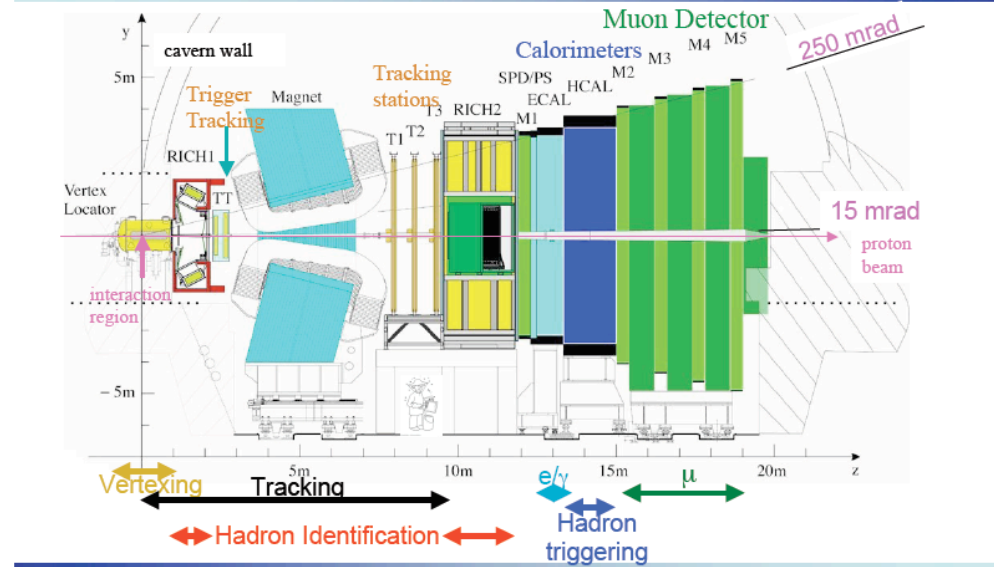 Muon Detector
y
cavern wall
250 mrad
Calorimeters
M5
M4
M3
M2
5m
Tracking
stations
SPD/PS
HCAL
ECAL
Trigger
Tracking
Magnet
T3
RICH2
M1
T2
T1
RICH1
Vertex
Locator
TT
15 mrad
proton
beam
interaction
region
– 5m
5m
10m
15m
20m
z
Vertexing
Tracking
e/γ
μ
Hadron Identification
Hadron
triggering